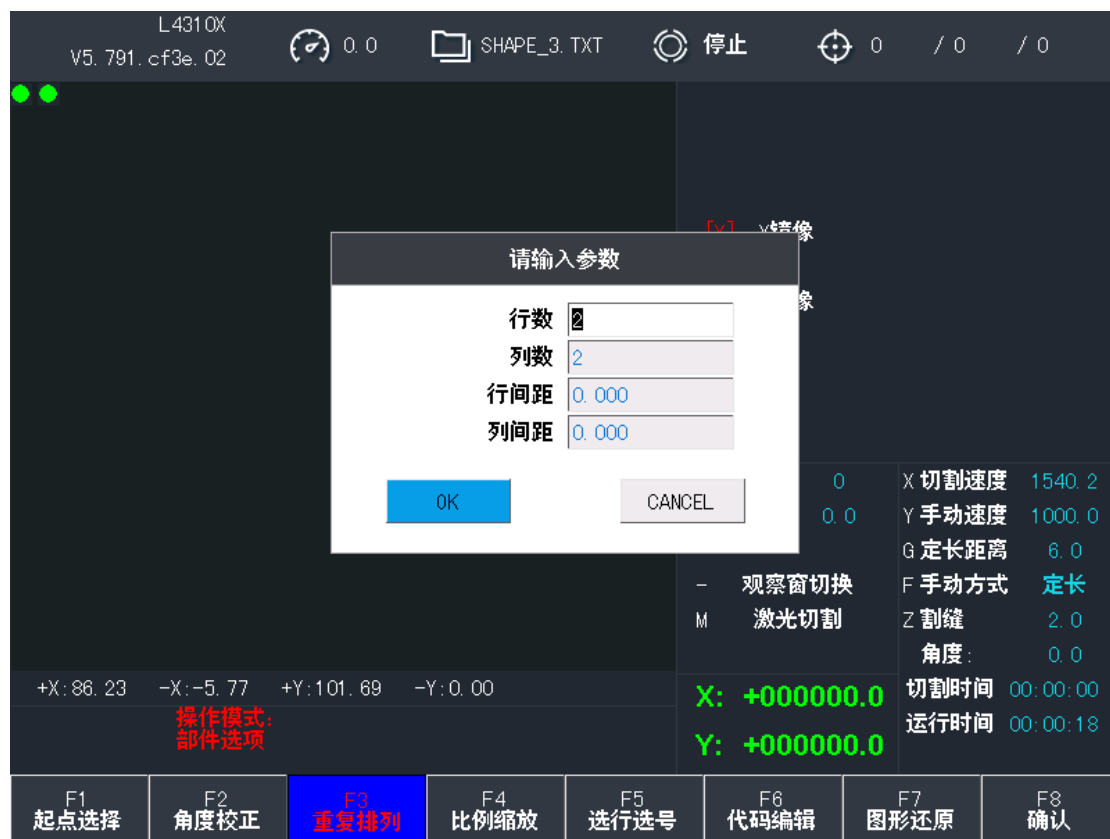 L4310X
V5.791.cf3e.02
0.0
SHAPE_3.TXT
停止
0 /0 /0
[X] X镜像
像
请输入参数
行数 2
列数 2
行间距 0.000
列间距 0.000
OK CANCEL
0 X 切割速度 1540.2
0.0 Y 手动速度 1000.0
G 定长距离 6.0
- 观察窗切换 F 手动方式 定长
M 激光切割 Z 割缝 2.0
角度: 0.0
+X:86.23 -X:-5.77 +Y:101.69 -Y:0.00
X: +000000.0 切割时间 00:00:00
操作模式:
部件选项
Y: +000000.0 运行时间 00:00:18
F1 F2 F3 F4 F5 F6 F7 F8
起点选择 角度校正 重复排列 比例缩放 选行选号 代码编辑 图形还原 确认